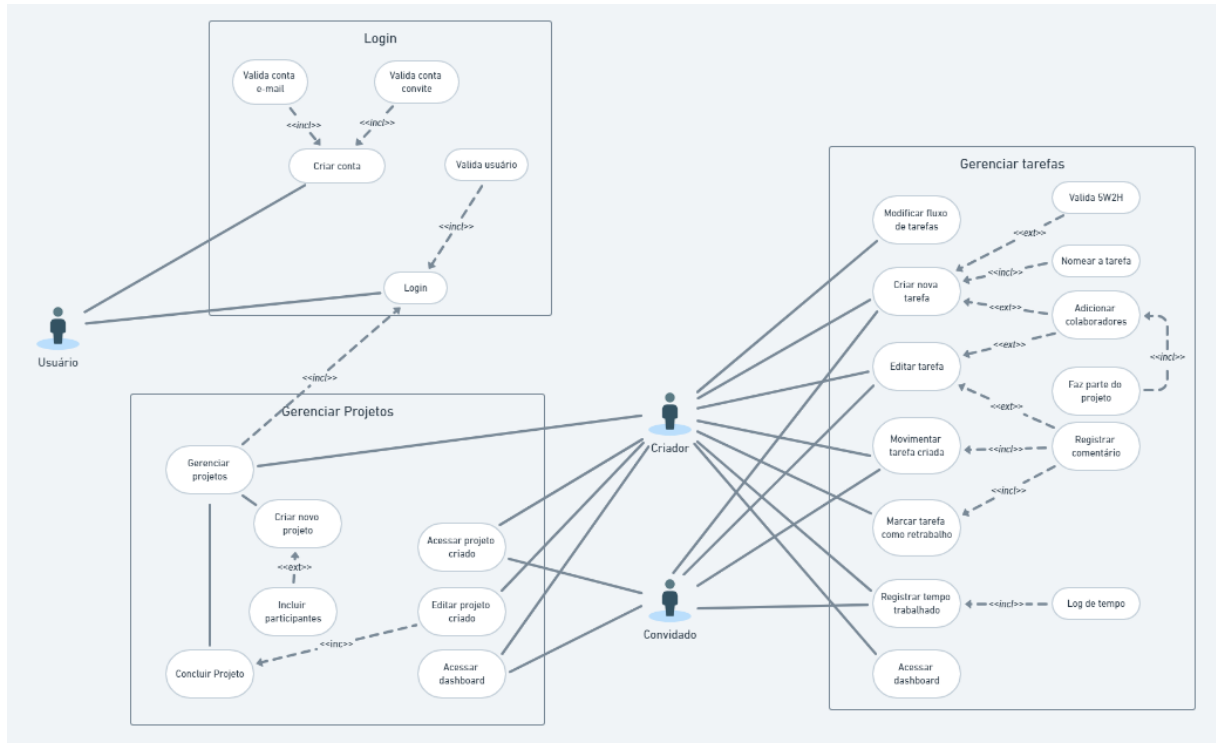 Login
Valida conta
e-mail
Valida conta
convite
<<incl>>
<<incl>>
Criar conta
Valida usuário
<<incl>>
Login
Usuário
<<incl>>
Gerenciar Projetos
Gerenciar
projetos
Criar novo
projeto
<<ext>>
Incluir
participantes
Acessar projeto
criado
Editar projeto
criado
<<inc>>
Concluir Projeto
Acessar
dashboard
Criador
Convidado
Gerenciar tarefas
Modificar fluxo
de tarefas
Valida 5W2H
<<ext>>
Nomear a tarefa
<<incl>>
Criar nova
tarefa
<<ext>>
Adicionar
colaboradores
<<ext>>
<<incl>>
Editar tarefa
Faz parte do
projeto
<<ext>>
Movimentar
tarefa criada
<<incl>>
Registrar
comentário
<<incl>>
Marcar tarefa
como retrabalho
Registrar tempo
trabalhado
<<incl>>
Log de tempo
Acessar
dashboard